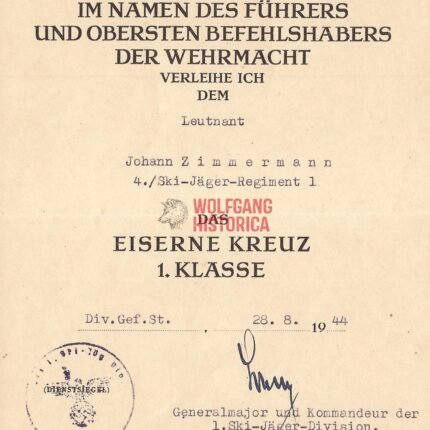 IM NAMEN DES FÜHRERS
UND OBERSTEN BEFEHLSHABERS
DER WEHRMACHT
VERLEIHE ICH
DEM
Leutnant
Johann Zimmermann
4./Ski-Jäger-Regiment 1
WOLFGANG
HISTORICA
DAS
EISERNE KREUZ
1. KLASSE
Div.Gef.St. 28. 8. 1944
(DIENSTSIEGEL)
Generalmajor und Kommandeur der
1.Ski-Jäger-Division.